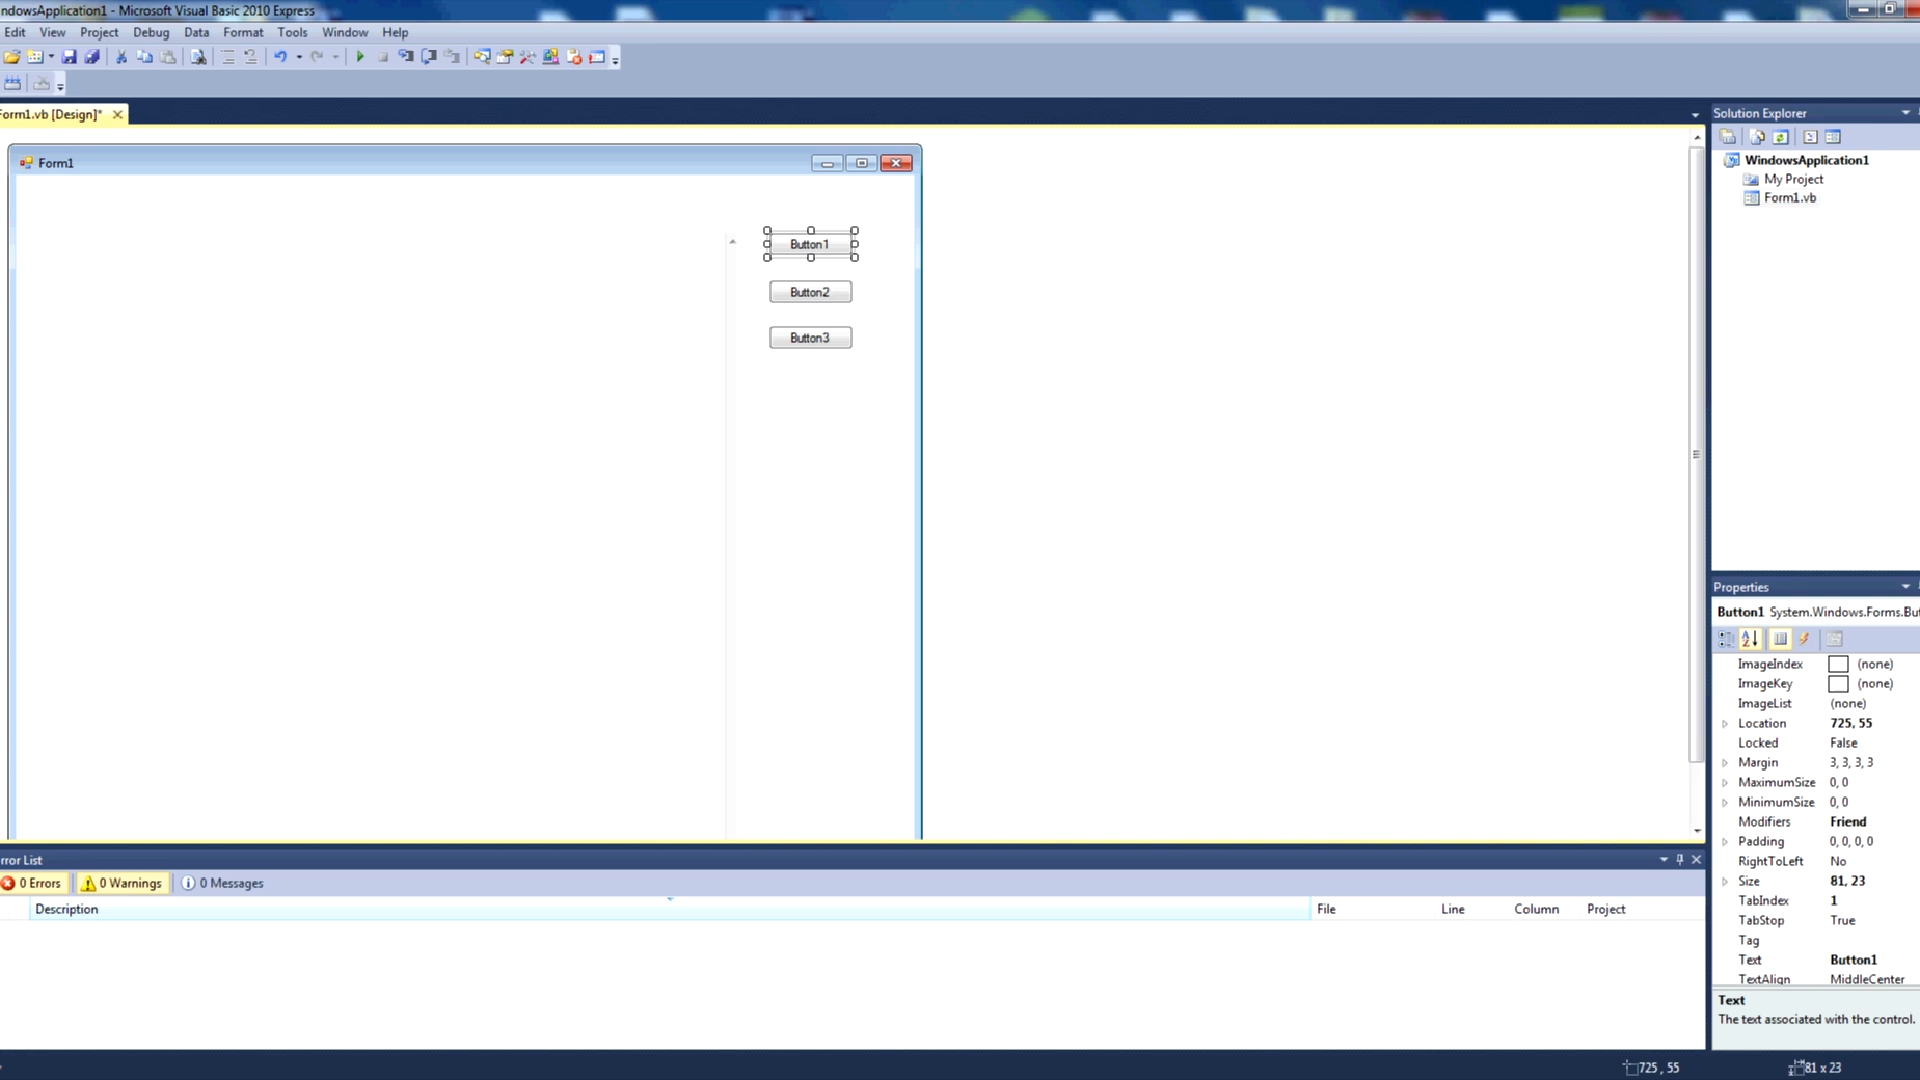 ndowsApplication1 - Microsoft Visual Basic 2010 Express
Edit View Project Debug Data Format Tools Window Help
Form1.vb [Design]*
Solution Explorer
Form1
WindowsApplication1
My Project
Form1.vb
Button1
Button2
Button3
Properties
Button1 System.Windows.Forms.But
ImageIndex (none)
ImageKey (none)
ImageList (none)
Location 725, 55
Locked False
Margin 3, 3, 3, 3
MaximumSize 0, 0
MinimumSize 0, 0
Modifiers Friend
Padding 0, 0, 0, 0
RightToLeft No
Size 81, 23
TabIndex 1
TabStop True
Tag
Text Button1
TextAlign MiddleCenter
Text
The text associated with the control.
rror List
0 Errors 0 Warnings 0 Messages
Description File Line Column Project
725 , 55 81 x 23